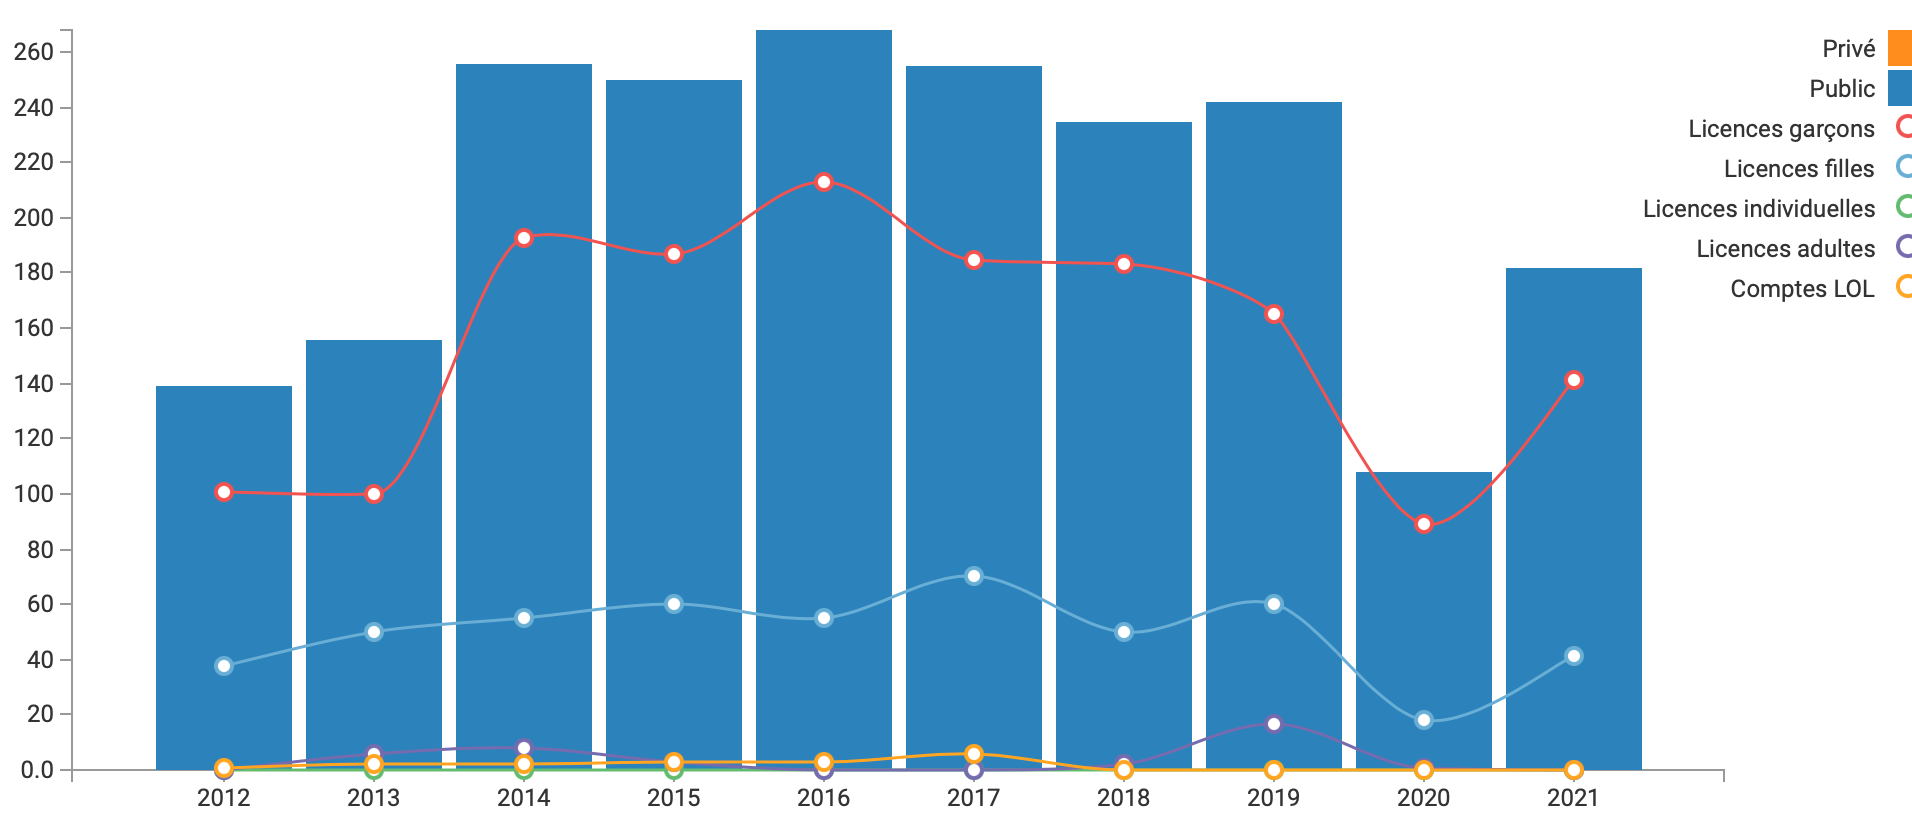 260
240
220
200
180
160
140
120
100
80
60
40
20
0.0
2012 2013 2014 2015 2016 2017 2018 2019 2020 2021
Privé
Public
Licences garçons
Licences filles
Licences individuelles
Licences adultes
Comptes LOL